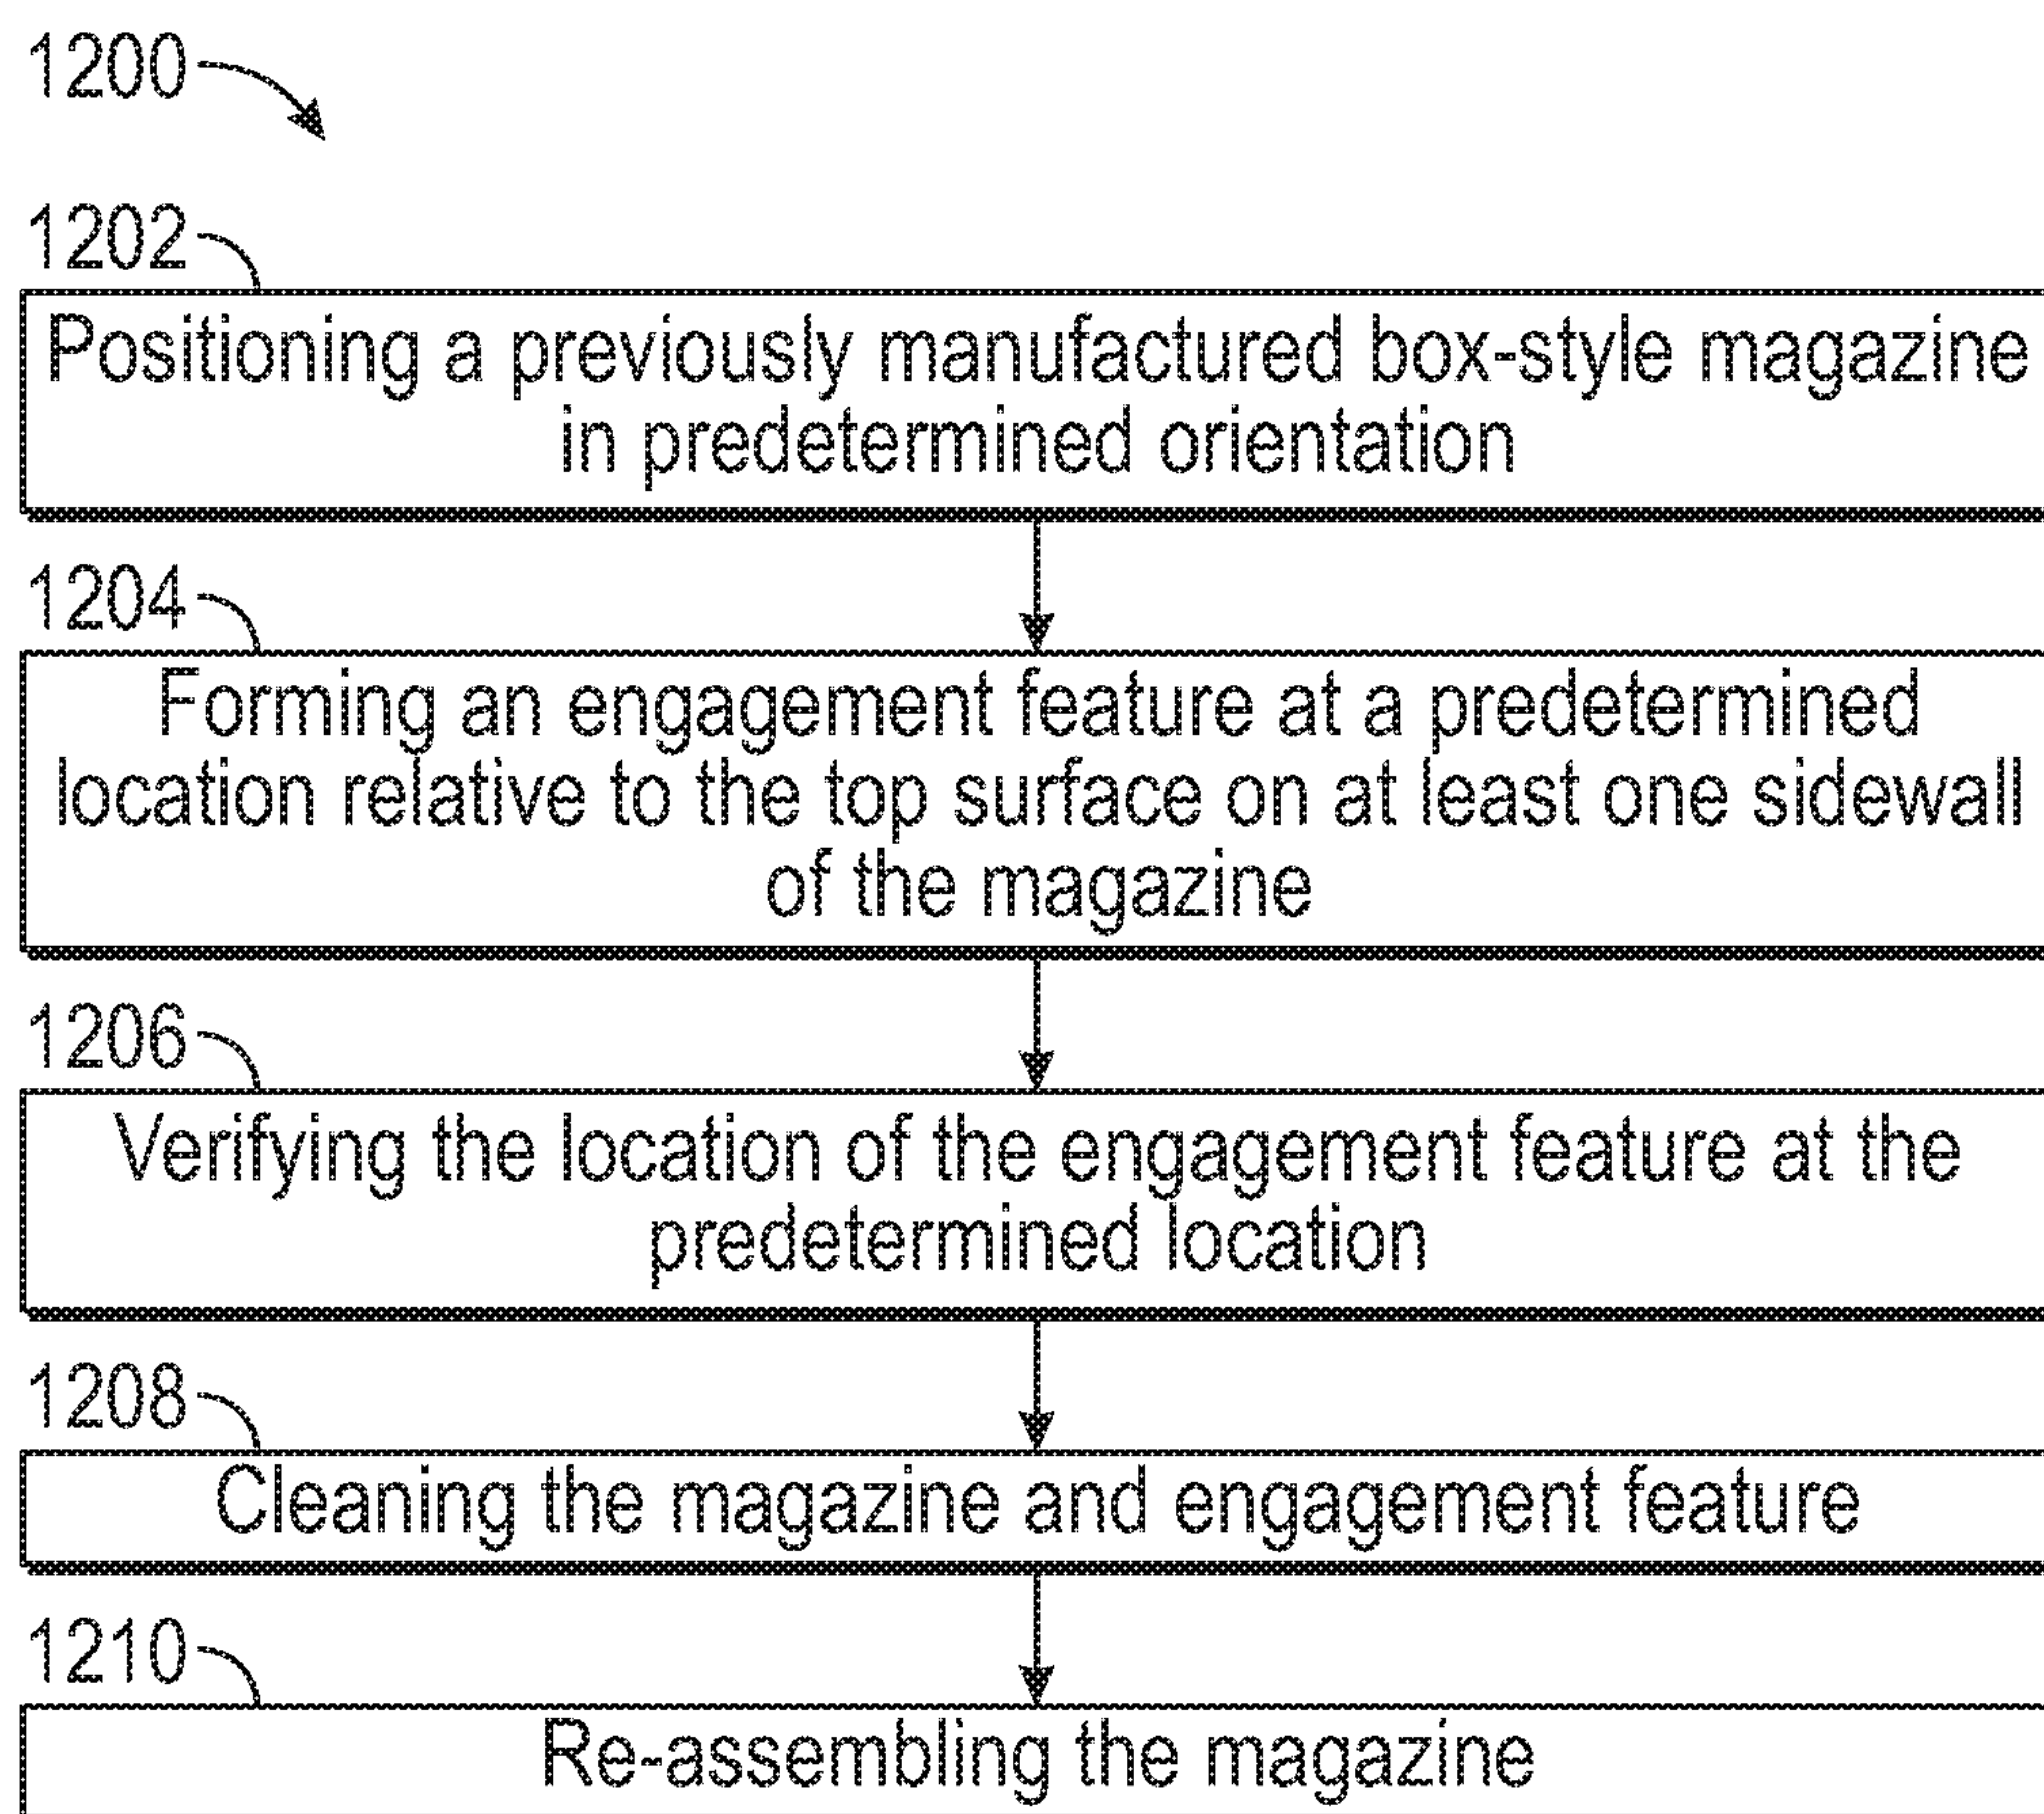 1200
1202
Positioning a previously manufactured box-style magazine
in predetermined orientation
1204
Forming an engagement feature at a predetermined
location relative to the top surface on at least one sidewall
of the magazine
1206
Verifying the location of the engagement feature at the
predetermined location
1208
Cleaning the magazine and engagement feature
1210
Re-assembling the magazine